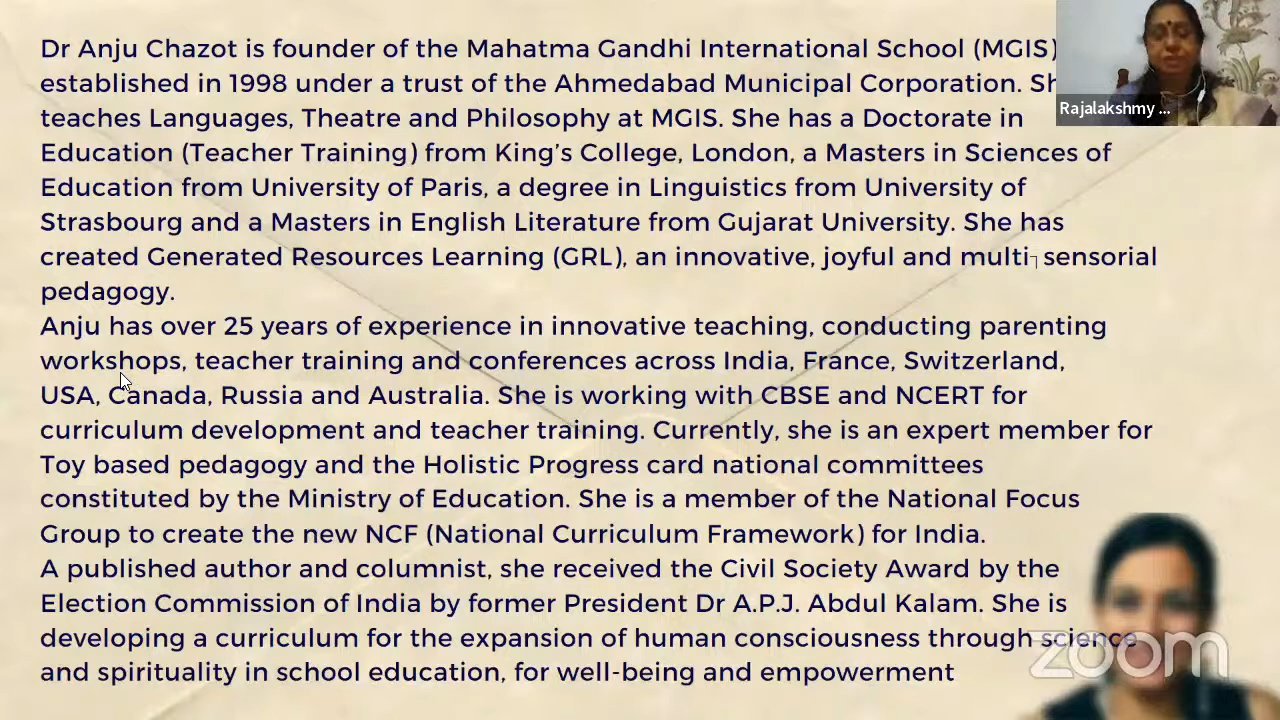 Dr Anju Chazot is founder of the Mahatma Gandhi International School (MGIS)
established in 1998 under a trust of the Ahmedabad Municipal Corporation. Sh
teaches Languages, Theatre and Philosophy at MGIS. She has a Doctorate in
Education (Teacher Training) from King's College, London, a Masters in Sciences of
Education from University of Paris, a degree in Linguistics from University of
Strasbourg and a Masters in English Literature from Gujarat University. She has
created Generated Resources Learning (GRL), an innovative, joyful and multi¬sensorial
pedagogy.
Anju has over 25 years of experience in innovative teaching, conducting parenting
workshops, teacher training and conferences across India, France, Switzerland,
USA, Canada, Russia and Australia. She is working with CBSE and NCERT for
curriculum development and teacher training. Currently, she is an expert member for
Toy based pedagogy and the Holistic Progress card national committees
constituted by the Ministry of Education. She is a member of the National Focus
Group to create the new NCF (National Curriculum Framework) for India.
A published author and columnist, she received the Civil Society Award by the
Election Commission of India by former President Dr A.P.J. Abdul Kalam. She is
developing a curriculum for the expansion of human consciousness through science
and spirituality in school education, for well-being and empowerment
Rajalakshmy ...
zoom